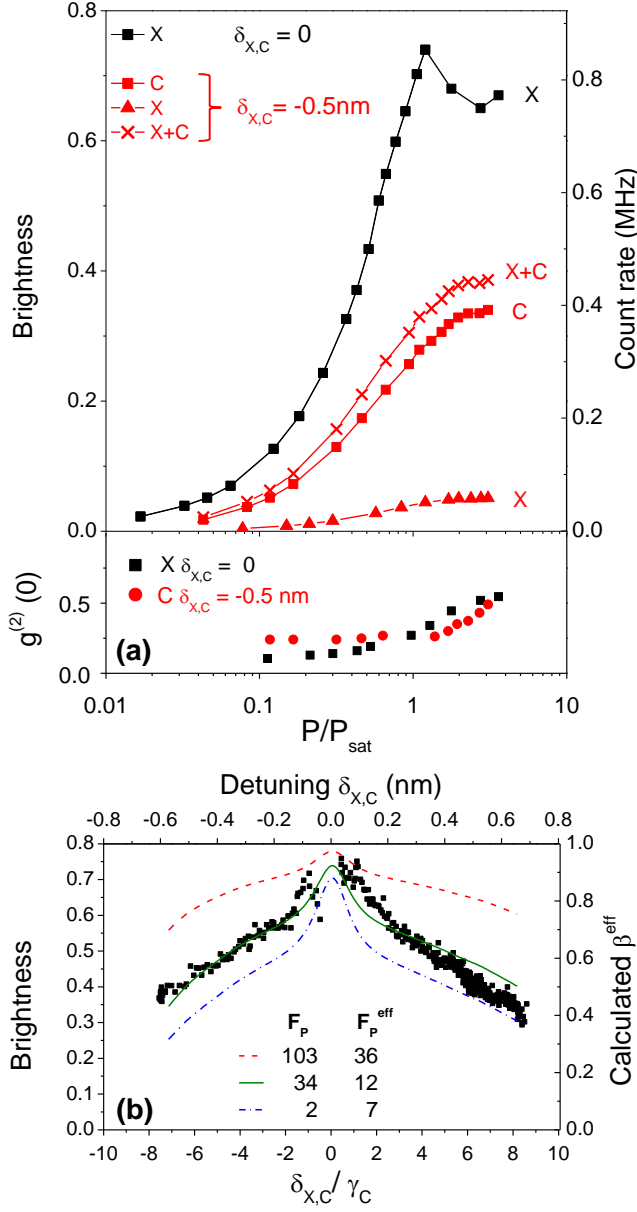 0.8
X δX,C = 0
C
X δX,C = -0.5nm
X+C
X
0.8
0.6
0.6
Brightness
Count rate (MHz)
0.4
X+C
0.4
C
0.2
0.2
X
0.0
0.0
X δX,C = 0
C δX,C = -0.5 nm
g(2) (0)
0.5
0.0
(a)
0.01 0.1 1 10
P/Psat
Detuning δX,C (nm)
-0.8 -0.6 -0.4 -0.2 0.0 0.2 0.4 0.6 0.8
0.8 1.0
0.7
0.8
0.6
0.5 0.6
Brightness
Calculated βeff
0.4
0.4
0.3
FP FPeff
0.2 0.2
103 36
34 12
0.1
2 7
(b)
0.0 0.0
-10 -8 -6 -4 -2 0 2 4 6 8 10
δX,C/ γC